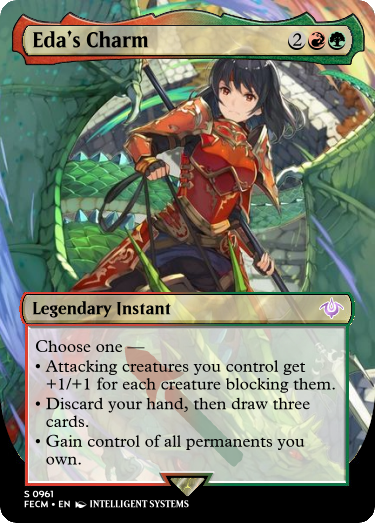 Eda's Charm
2
Legendary Instant
Choose one —
• Attacking creatures you control get
+1/+1 for each creature blocking them.
• Discard your hand, then draw three
cards.
• Gain control of all permanents you
own.
S 0961
FECM • EN INTELLIGENT SYSTEMS